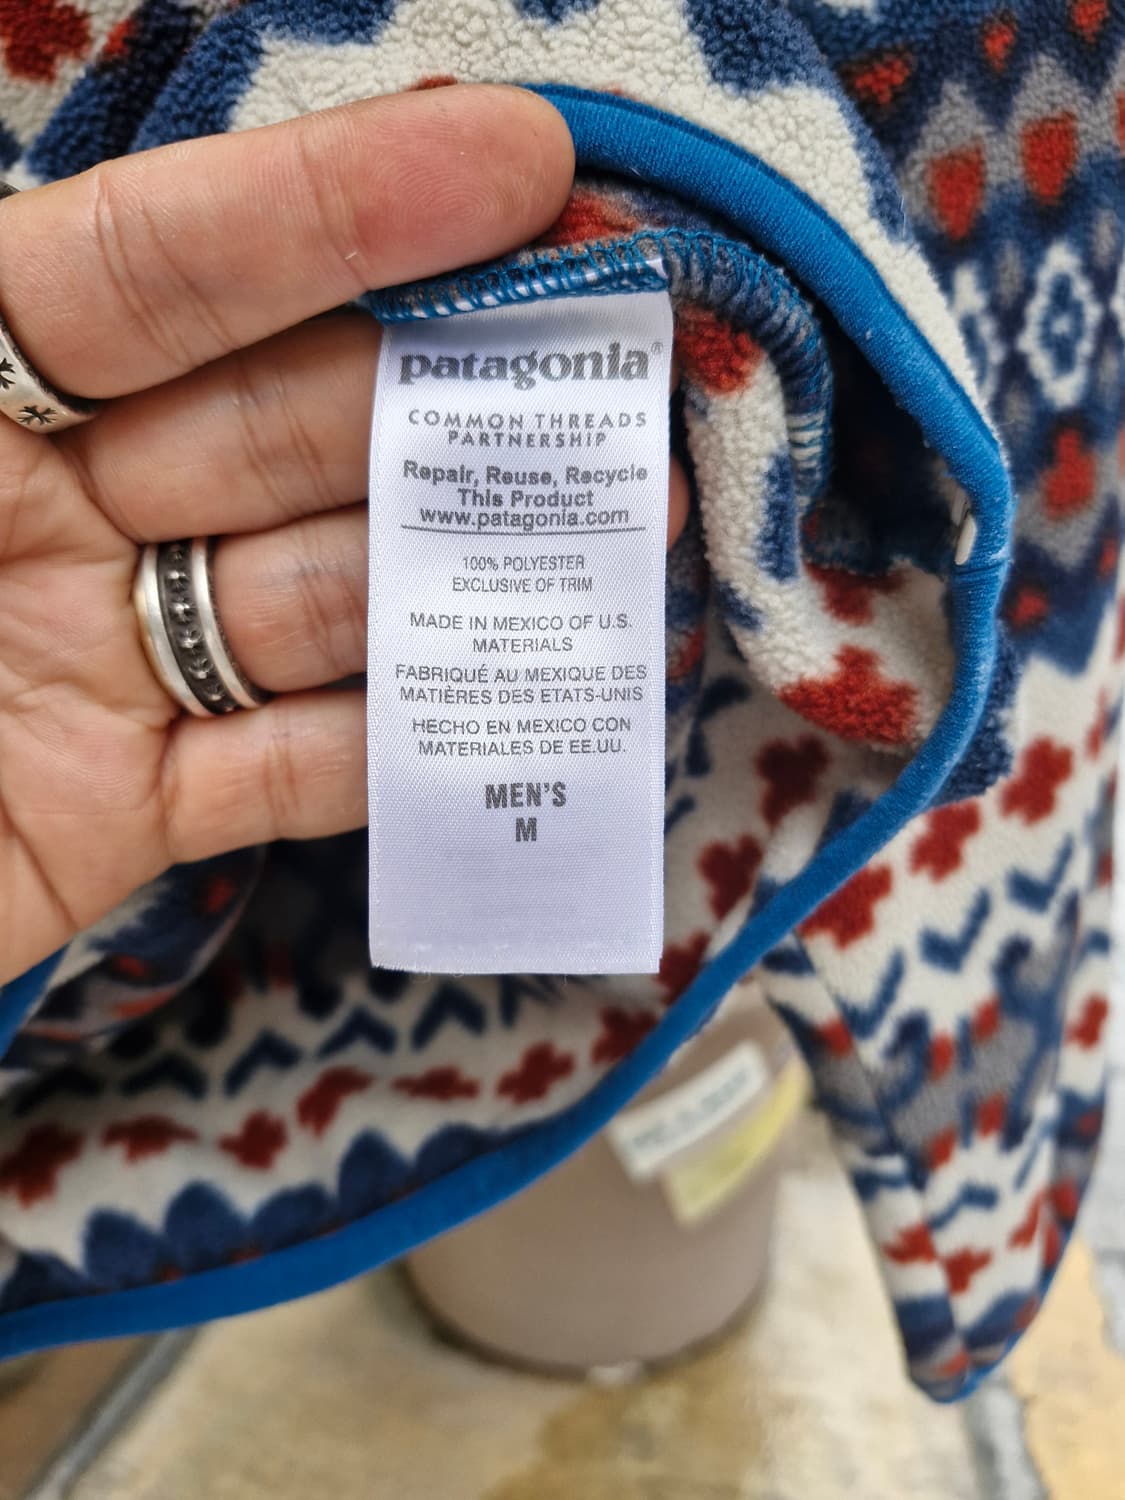 patagonia®
COMMON THREADS
PARTNERSHIP
Repair, Reuse, Recycle
This Product
www.patagonia.com
100% POLYESTER
EXCLUSIVE OF TRIM
MADE IN MEXICO OF U.S.
MATERIALS
FABRIQUÉ AU MEXIQUE DES
MATIÈRES DES ETATS-UNIS
HECHO EN MEXICO CON
MATERIALES DE EE.UU.
MEN'S
M